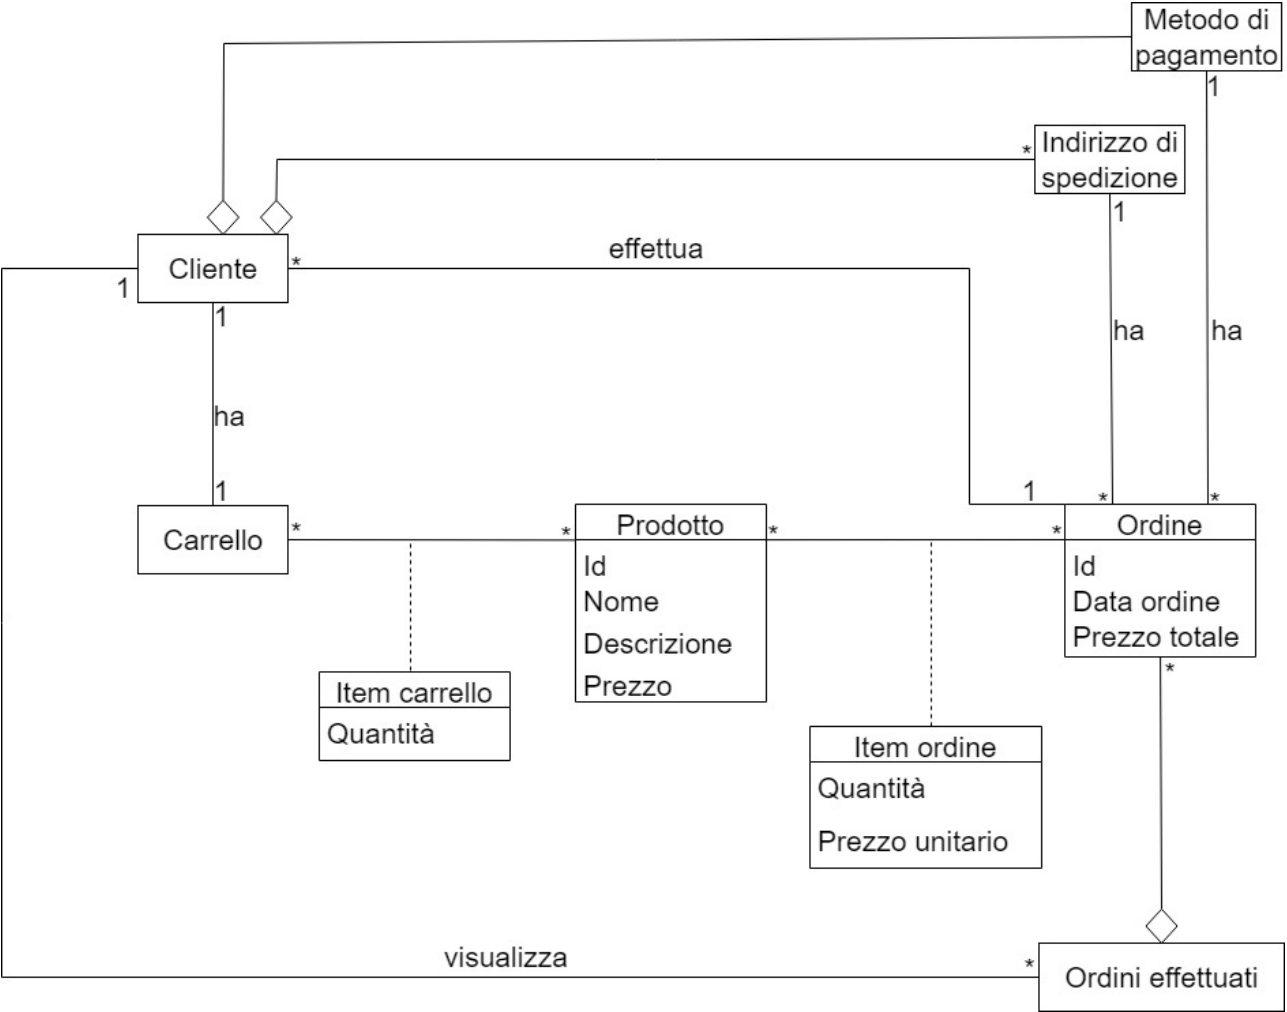 Metodo di
pagamento
1
* Indirizzo di
spedizione
1
effettua
Cliente *
1
1
ha ha
ha
1 1 * *
Carrello * * Prodotto * * Ordine
Id Id
Nome Data ordine
Descrizione Prezzo totale
Prezzo *
Item carrello
Quantità
Item ordine
Quantità
Prezzo unitario
visualizza *
Ordini effettuati